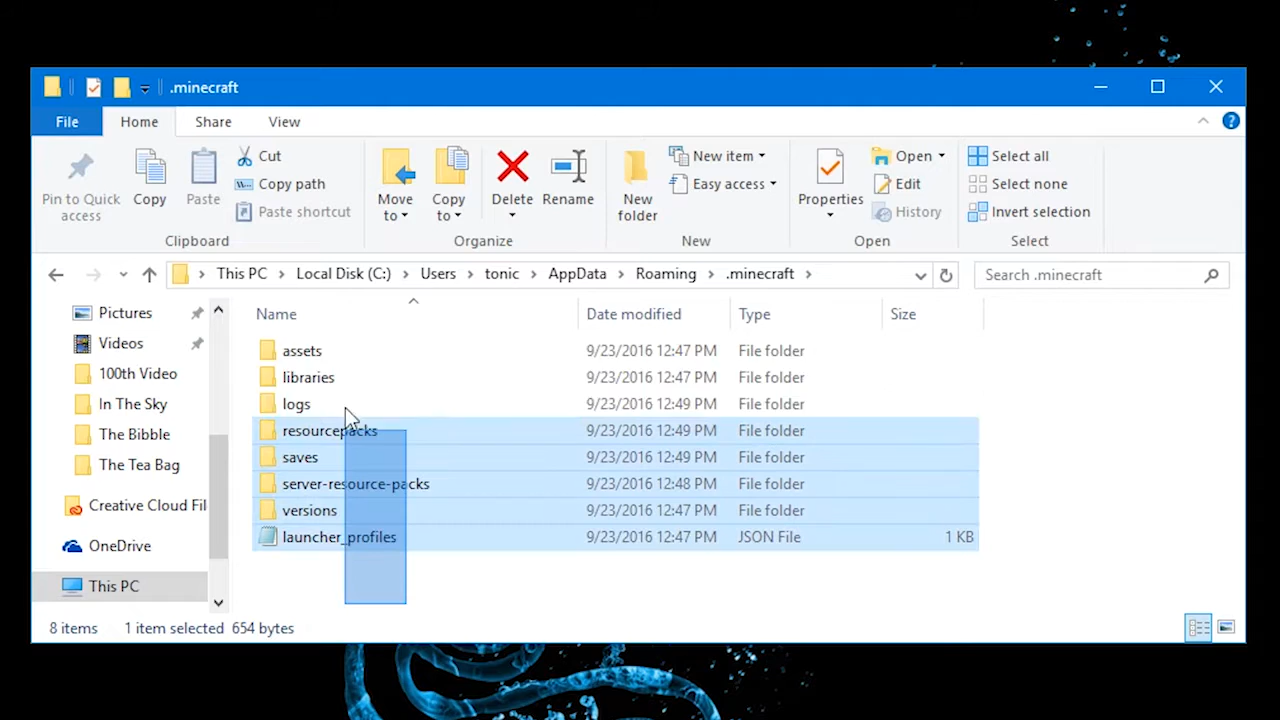 .minecraft
File Home Share View
Pin to Quick access
Copy
Paste
Cut
Copy path
Paste shortcut
Clipboard
Move to
Copy to
Delete
Rename
Organize
New folder
New item
Easy access
New
Properties
Open
Edit
History
Open
Select all
Select none
Invert selection
Select
This PC Local Disk (C:) Users tonic AppData Roaming .minecraft
Search .minecraft
Pictures
Videos
100th Video
In The Sky
The Bibble
The Tea Bag
Creative Cloud Fil
OneDrive
This PC
Name Date modified Type Size
assets 9/23/2016 12:47 PM File folder
libraries 9/23/2016 12:47 PM File folder
logs 9/23/2016 12:49 PM File folder
resourcepacks 9/23/2016 12:49 PM File folder
saves 9/23/2016 12:49 PM File folder
server-resource-packs 9/23/2016 12:48 PM File folder
versions 9/23/2016 12:47 PM File folder
launcher_profiles 9/23/2016 12:47 PM JSON File 1 KB
8 items 1 item selected 654 bytes